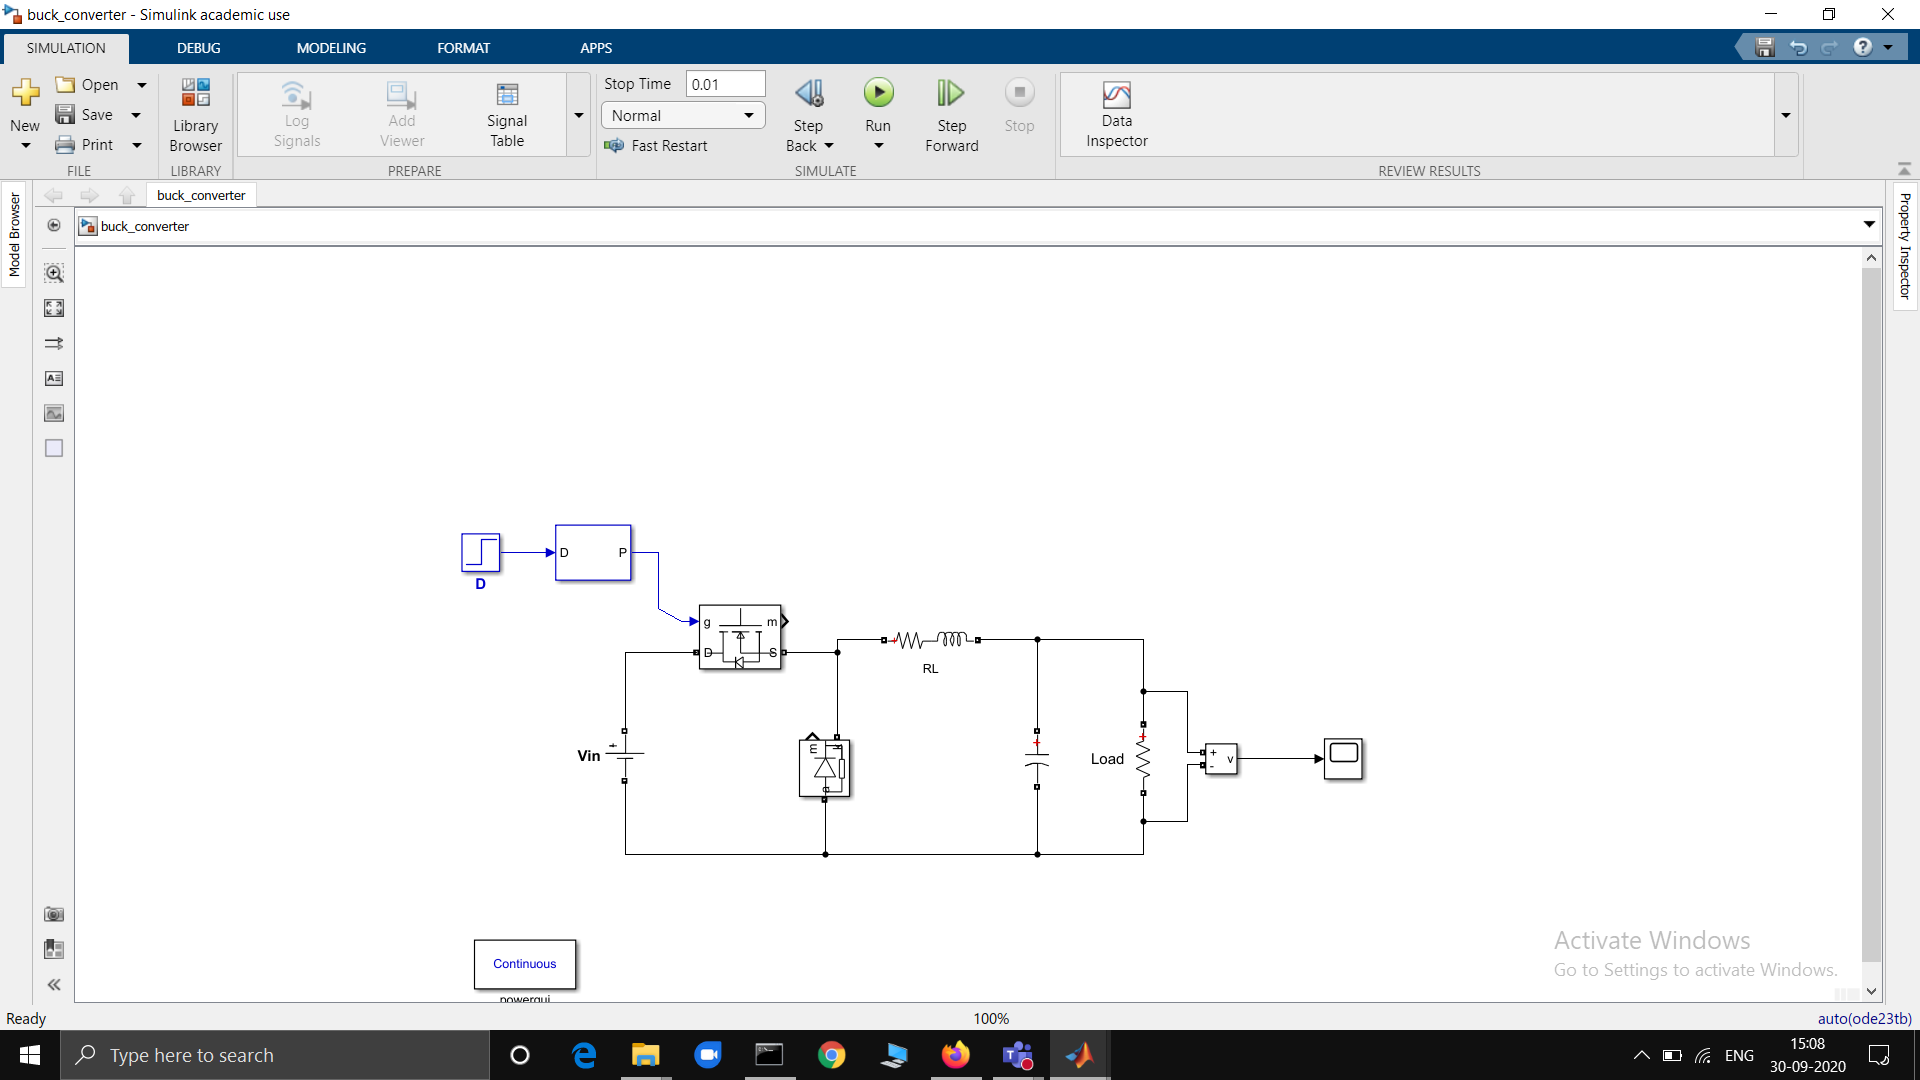 buck_converter - Simulink academic use
SIMULATION DEBUG MODELING FORMAT APPS
New
Open
Save
Print
FILE
Library Browser
LIBRARY
Log Signals
Add Viewer
Signal Table
PREPARE
Stop Time 0.01
Normal
Fast Restart
Step Back
Run
Step Forward
Stop
SIMULATE
Data Inspector
REVIEW RESULTS
Model Browser
buck_converter
buck_converter
Property Inspector
D
D P
g m
D S
RL
Vin
m k
a
Load
+ v
-
Continuous
powergui
Activate Windows
Go to Settings to activate Windows.
Ready 100% auto(ode23tb)
Type here to search
ENG
15:08
30-09-2020